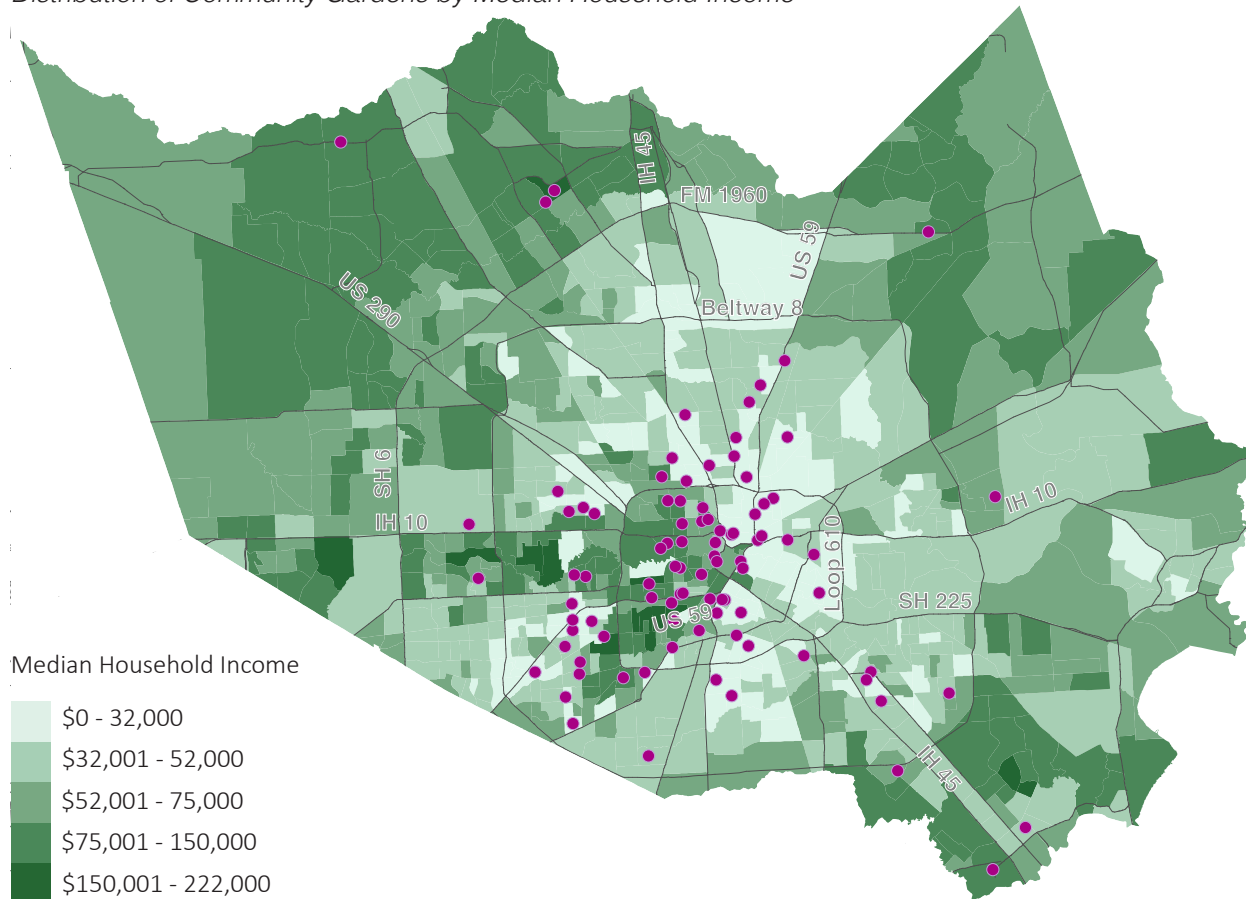 Distribution of Community Gardens by Median Household Income
IH 45
FM 1960
US 59
US 290
Beltway 8
SH 6
IH 10
IH 10
Loop 610
SH 225
US 59
IH 45
Median Household Income
$0 - 32,000
$32,001 - 52,000
$52,001 - 75,000
$75,001 - 150,000
$150,001 - 222,000